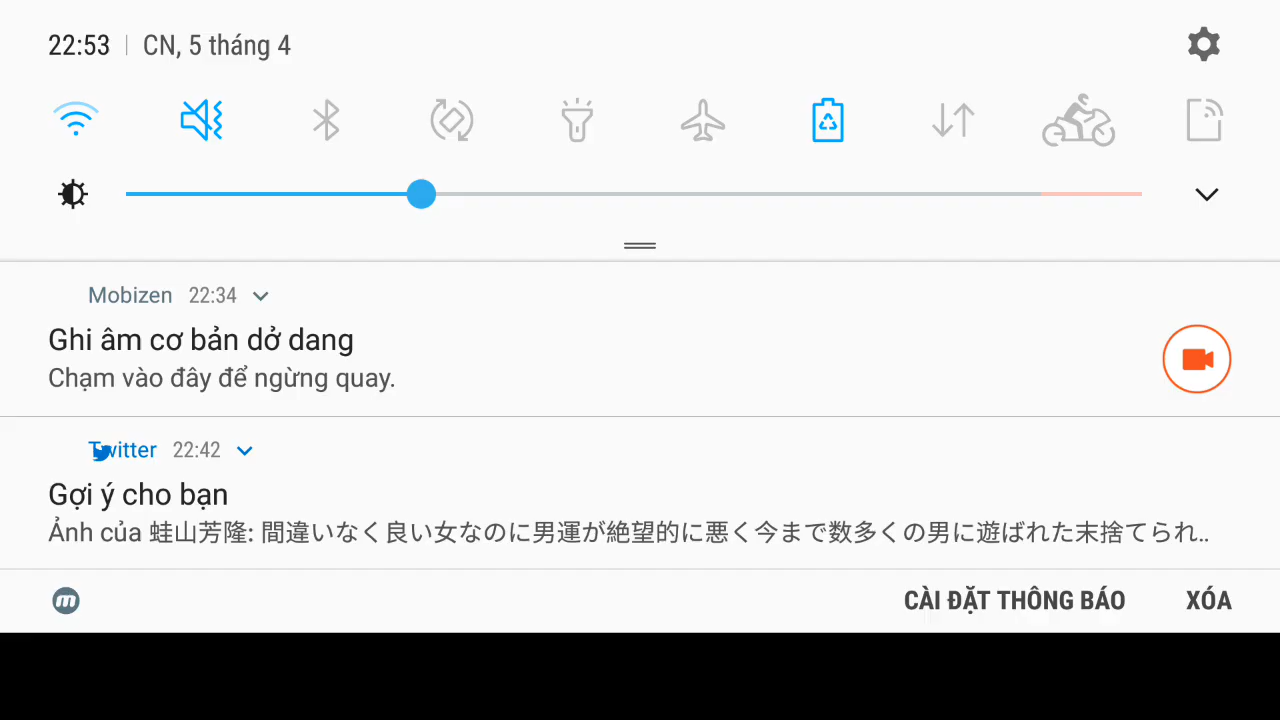 22:53 | CN, 5 tháng 4
Mobizen 22:34
Ghi âm cơ bản dở dang
Chạm vào đây để ngừng quay.
Twitter 22:42
Gợi ý cho bạn
Ảnh của 蛙山芳隆: 間違いなく良い女なのに男運が絶望的に悪く今まで数多くの男に遊ばれた末捨てられ..
m CÀI ĐẶT THÔNG BÁO XÓA